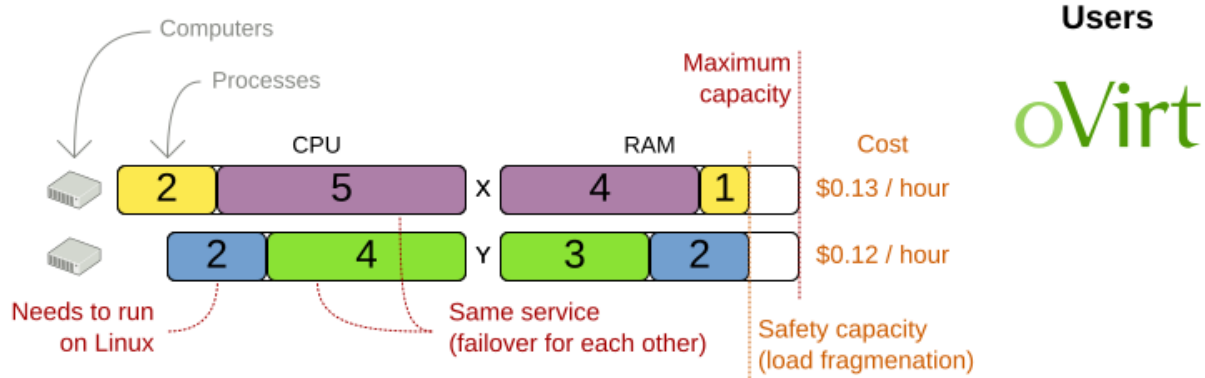 Users
Computers
Processes
Maximum
capacity
oVirt
CPU
RAM
Cost
2 5 X 4 1 $0.13 / hour
2 4 Y 3 2 $0.12 / hour
Needs to run
on Linux
Same service
(failover for each other)
Safety capacity
(load fragmenation)